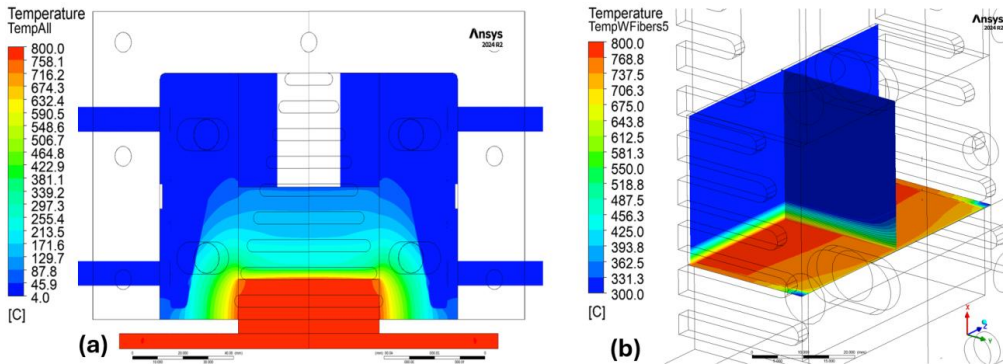 Temperature
TempAll
800.0
758.1
716.2
674.3
632.4
590.5
548.6
506.7
464.8
422.9
381.1
339.2
297.3
255.4
213.5
171.6
129.7
87.8
45.9
4.0
[C]
Ansys
2024 R2
(a)
Temperature
TempWFibers5
800.0
768.8
737.5
706.3
675.0
643.8
612.5
581.3
550.0
518.8
487.5
456.3
425.0
393.8
362.5
331.3
300.0
[C]
Ansys
2024 R2
X
Z
Y
(b)